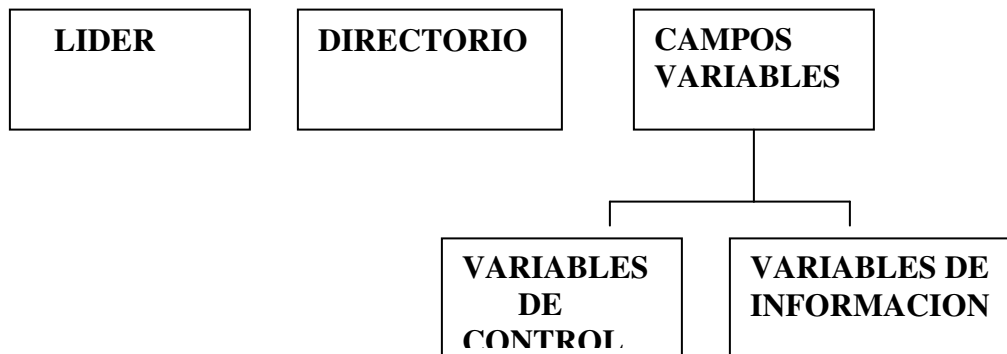 LIDER
DIRECTORIO
CAMPOS
VARIABLES
VARIABLES
DE
CONTROL
VARIABLES DE
INFORMACION